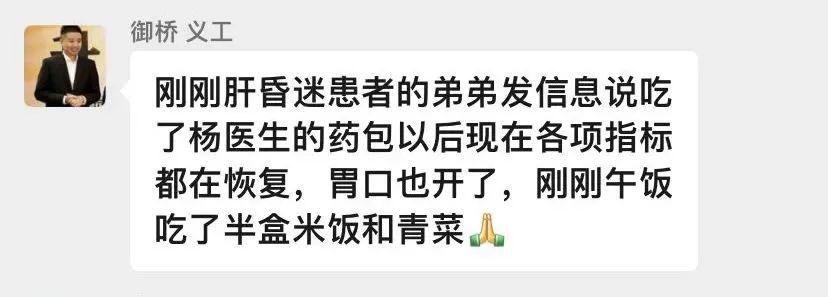 御桥 义工
刚刚肝昏迷患者的弟弟发信息说吃
了杨医生的药包以后现在各项指标
都在恢复，胃口也开了，刚刚午饭
吃了半盒米饭和青菜🙏